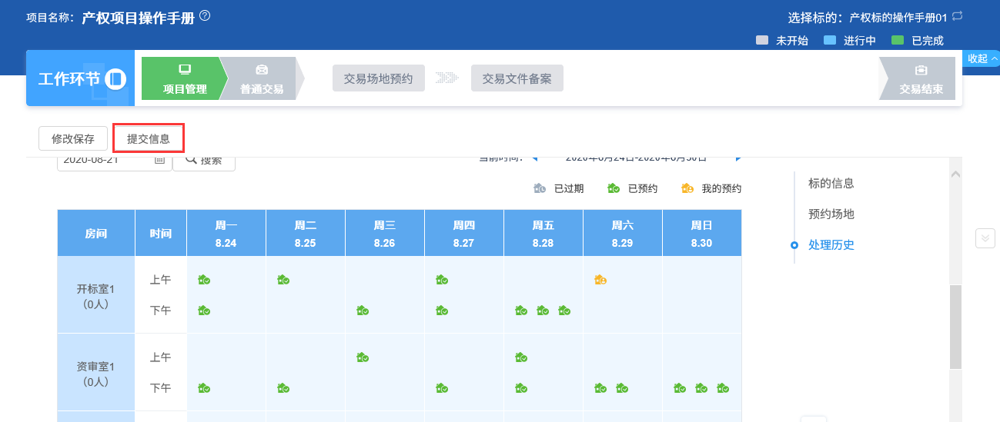 项目名称: 产权项目操作手册
选择标的: 产权标的操作手册01
未开始 进行中 已完成
收起
工作环节
项目管理
普通交易
交易场地预约
交易文件备案
交易结束
修改保存
提交信息
2020-08-21
搜索
当前时间: 2020年8月24日-2020年8月30日
已过期 已预约 我的预约
标的信息
预约场地
处理历史
房间 时间 周一 周二 周三 周四 周五 周六 周日
8.24 8.25 8.26 8.27 8.28 8.29 8.30
开标室1
(0人)
上午
下午
资审室1
(0人)
上午
下午